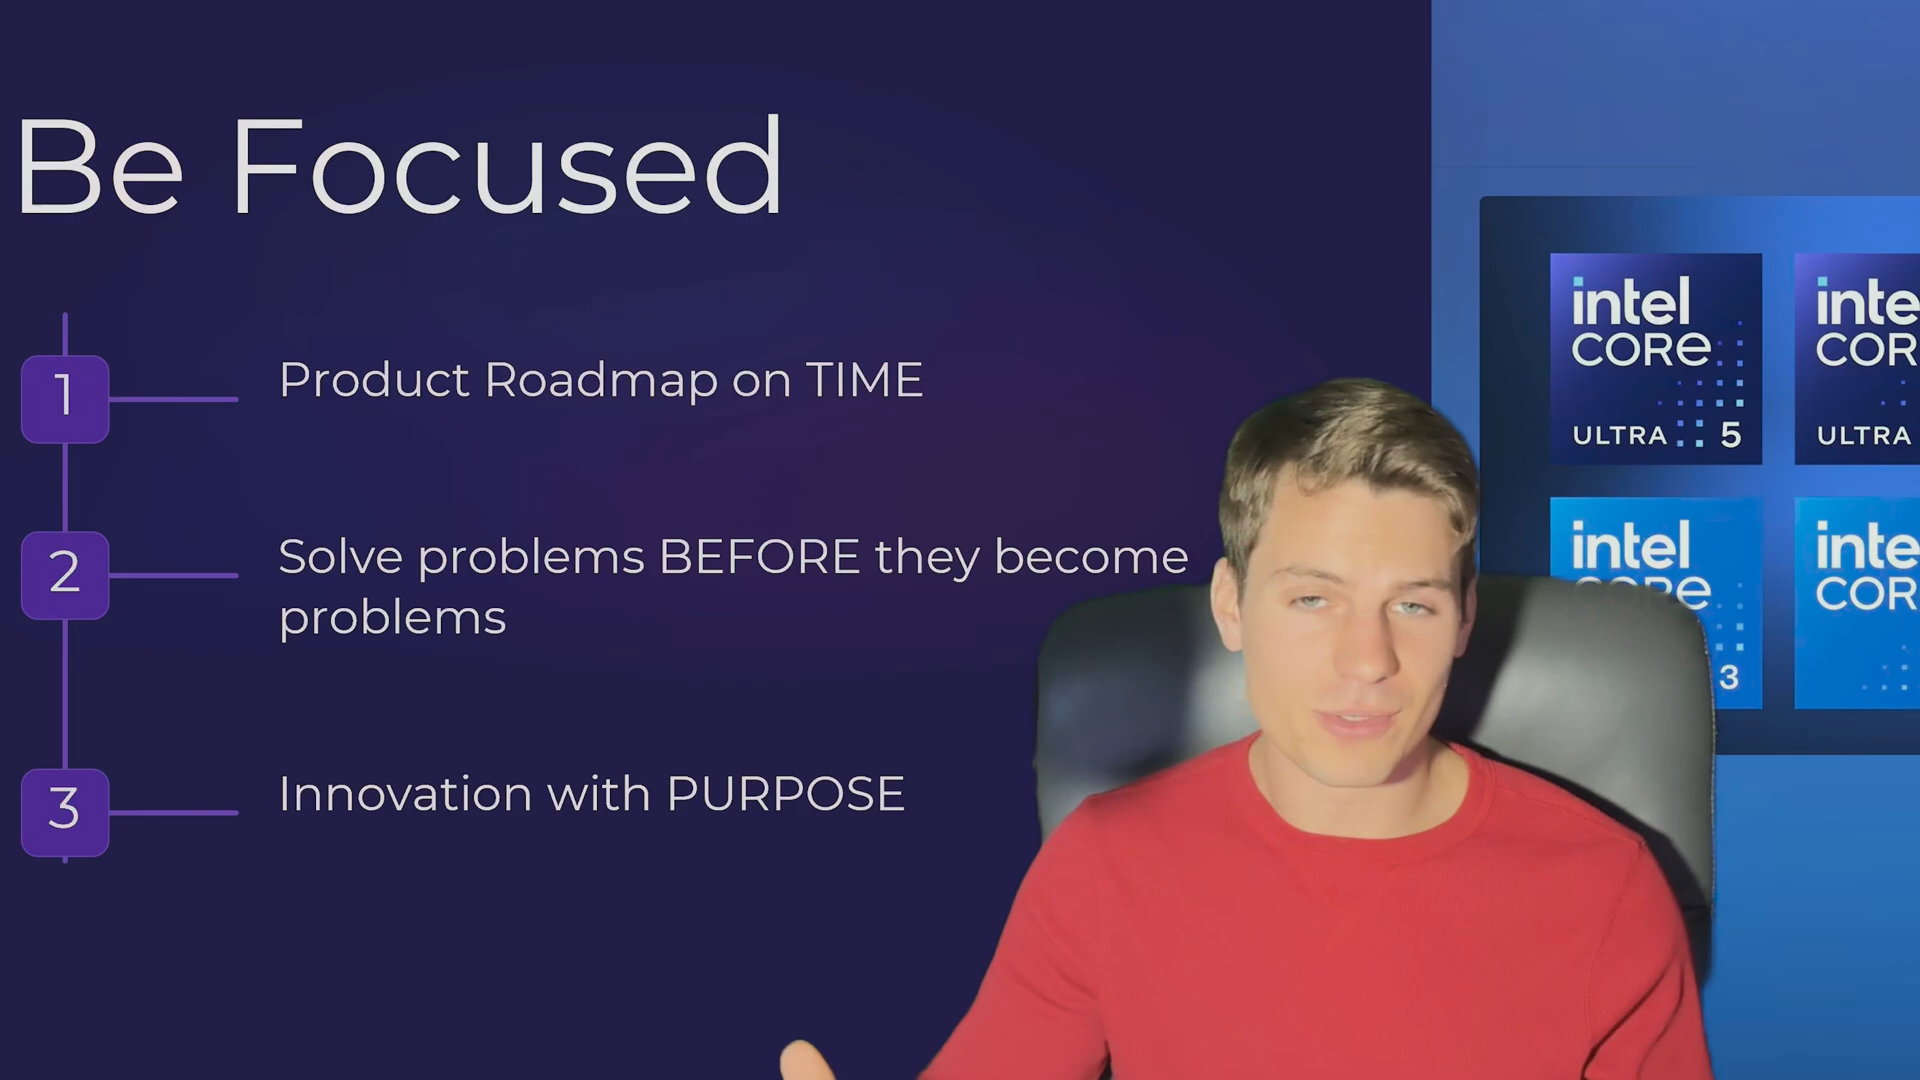 Be Focused
1
Product Roadmap on TIME
2
Solve problems BEFORE they become
problems
3
Innovation with PURPOSE
intel
CORe
ULTRA 5
inte
COR
ULTRA
intel
CORe
3
inte
COR